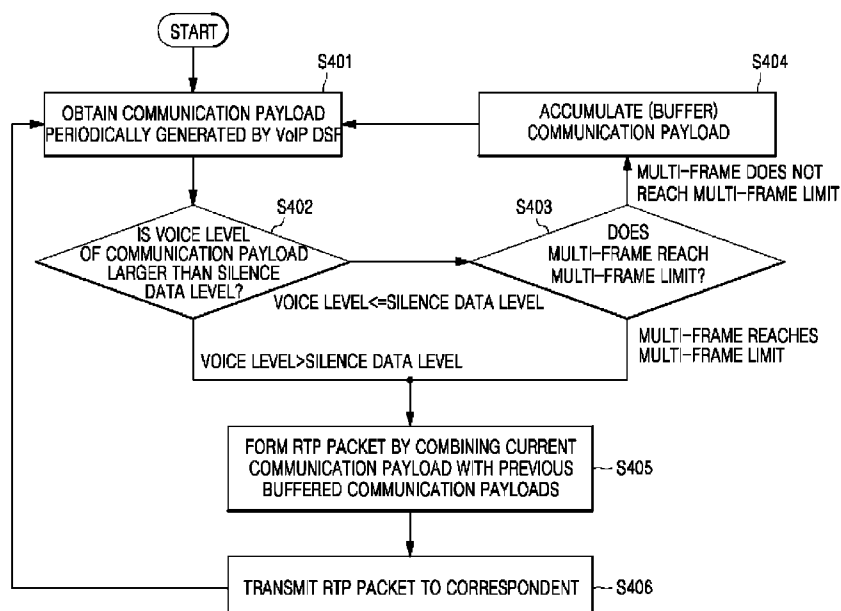 START
S401
OBTAIN COMMUNICATION PAYLOAD
PERIODICALLY GENERATED BY VoIP DSP
S404
ACCUMULATE (BUFFER)
COMMUNICATION PAYLOAD
MULTI-FRAME DOES NOT
REACH MULTI-FRAME LIMIT
S402
IS VOICE LEVEL
OF COMMUNICATION PAYLOAD
LARGER THAN SILENCE
DATA LEVEL?
VOICE LEVEL<=SILENCE DATA LEVEL
S403
DOES
MULTI-FRAME REACH
MULTI-FRAME LIMIT?
MULTI-FRAME REACHES
MULTI-FRAME LIMIT
VOICE LEVEL>SILENCE DATA LEVEL
FORM RTP PACKET BY COMBINING CURRENT
COMMUNICATION PAYLOAD WITH PREVIOUS
BUFFERED COMMUNICATION PAYLOADS
S405
TRANSMIT RTP PACKET TO CORRESPONDENT
S406